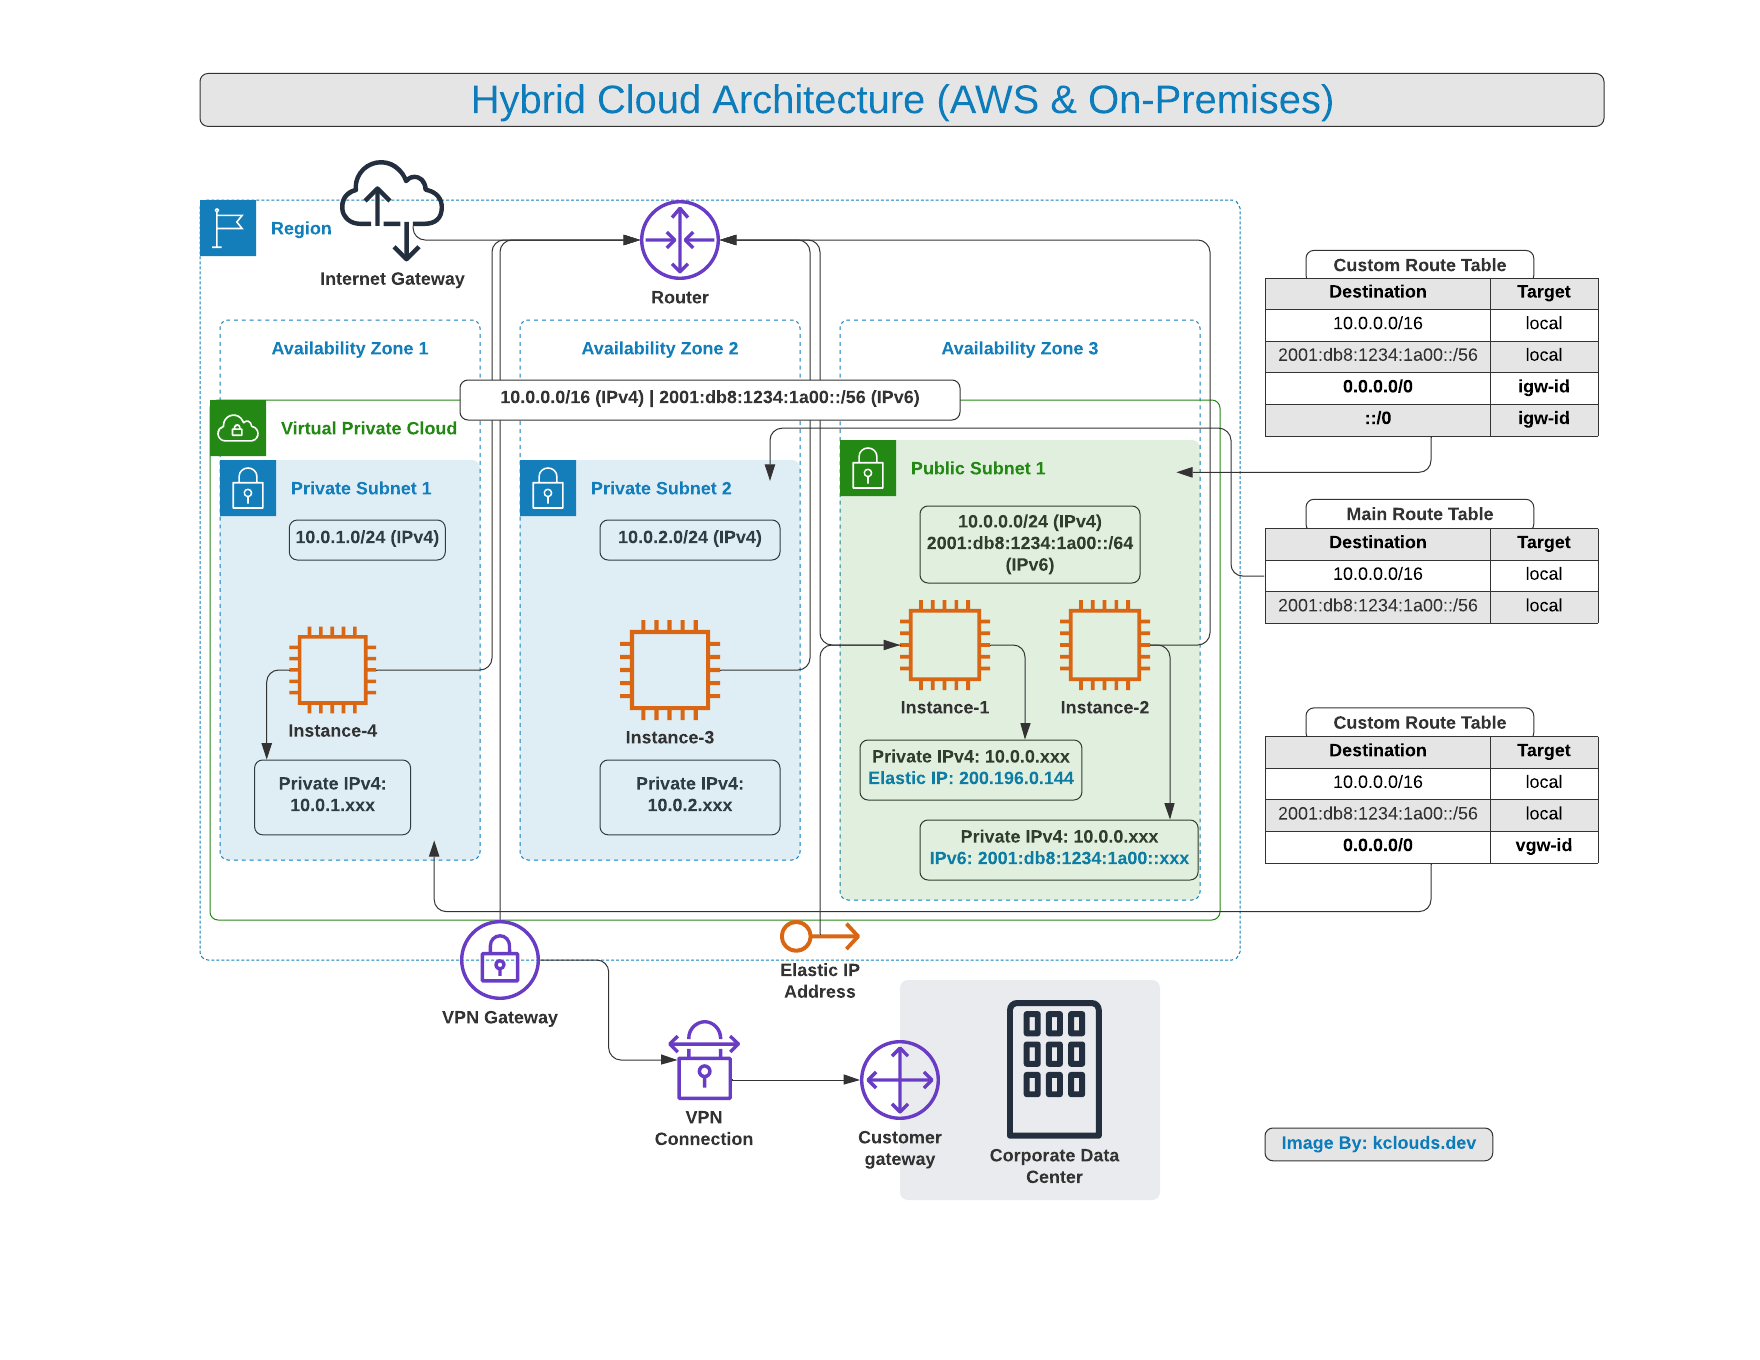 Hybrid Cloud Architecture (AWS & On-Premises)
Region
Internet Gateway
Router
Availability Zone 1
Availability Zone 2
Availability Zone 3
10.0.0.0/16 (IPv4) | 2001:db8:1234:1a00::/56 (IPv6)
Virtual Private Cloud
Private Subnet 1
10.0.1.0/24 (IPv4)
Instance-4
Private IPv4:
10.0.1.xxx
Private Subnet 2
10.0.2.0/24 (IPv4)
Instance-3
Private IPv4:
10.0.2.xxx
Public Subnet 1
10.0.0.0/24 (IPv4)
2001:db8:1234:1a00::/64
(IPv6)
Instance-1
Instance-2
Private IPv4: 10.0.0.xxx
Elastic IP: 200.196.0.144
Private IPv4: 10.0.0.xxx
IPv6: 2001:db8:1234:1a00::xxx
Custom Route Table
Destination Target
10.0.0.0/16 local
2001:db8:1234:1a00::/56 local
0.0.0.0/0 igw-id
::/0 igw-id
Main Route Table
Destination Target
10.0.0.0/16 local
2001:db8:1234:1a00::/56 local
Custom Route Table
Destination Target
10.0.0.0/16 local
2001:db8:1234:1a00::/56 local
0.0.0.0/0 vgw-id
VPN Gateway
Elastic IP
Address
VPN
Connection
Customer
gateway
Corporate Data
Center
Image By: kclouds.dev